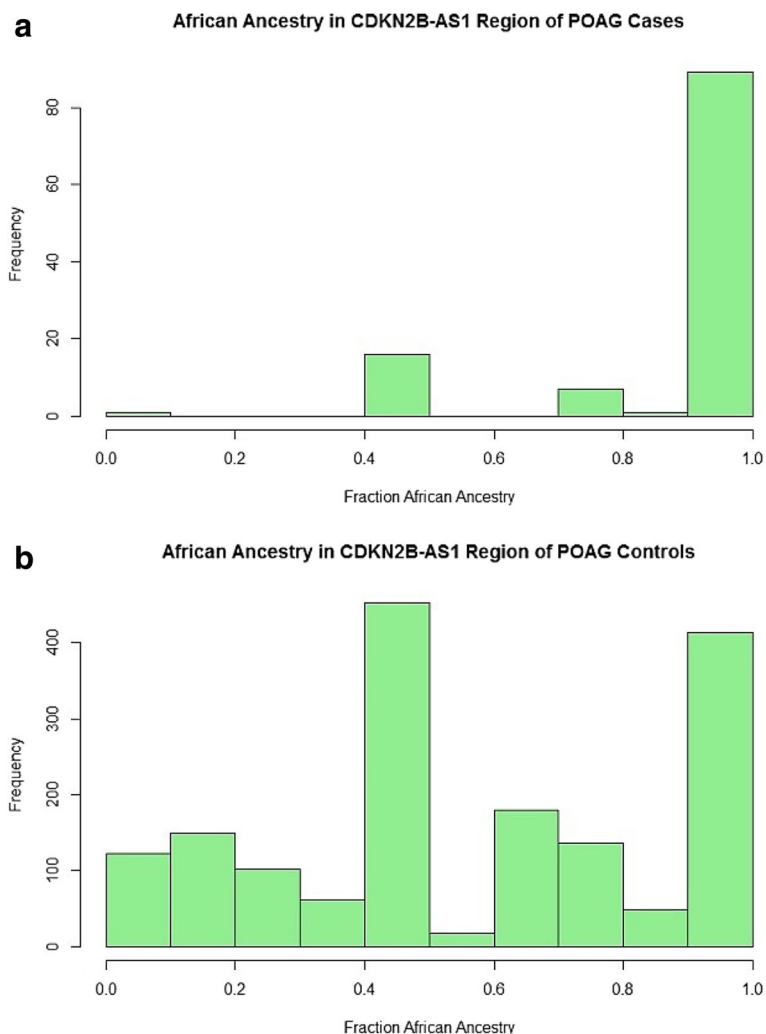 a
African Ancestry in CDKN2B-AS1 Region of POAG Cases
Frequency
80
60
40
20
0
0.0 0.2 0.4 0.6 0.8 1.0
Fraction African Ancestry
b
African Ancestry in CDKN2B-AS1 Region of POAG Controls
Frequency
400
300
200
100
0
0.0 0.2 0.4 0.6 0.8 1.0
Fraction African Ancestry